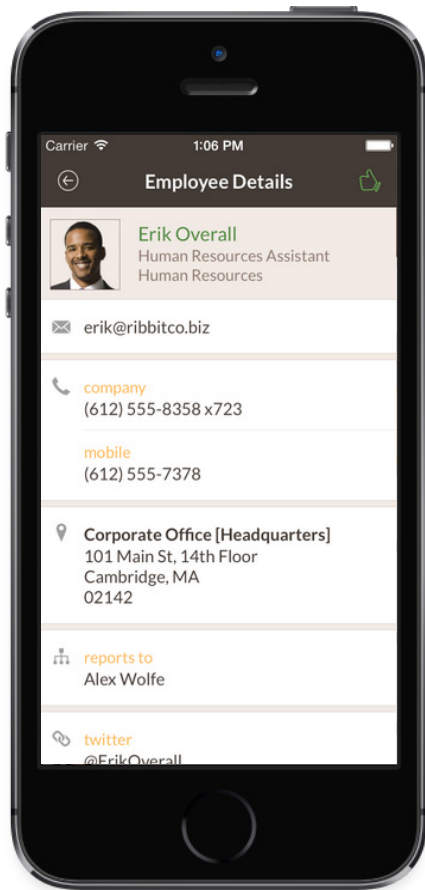 Carrier 1:06 PM
Employee Details
Erik Overall
Human Resources Assistant
Human Resources
erik@ribbitco.biz
company
(612) 555-8358 x723
mobile
(612) 555-7378
Corporate Office [Headquarters]
101 Main St, 14th Floor
Cambridge, MA
02142
reports to
Alex Wolfe
twitter
@ErikOverall